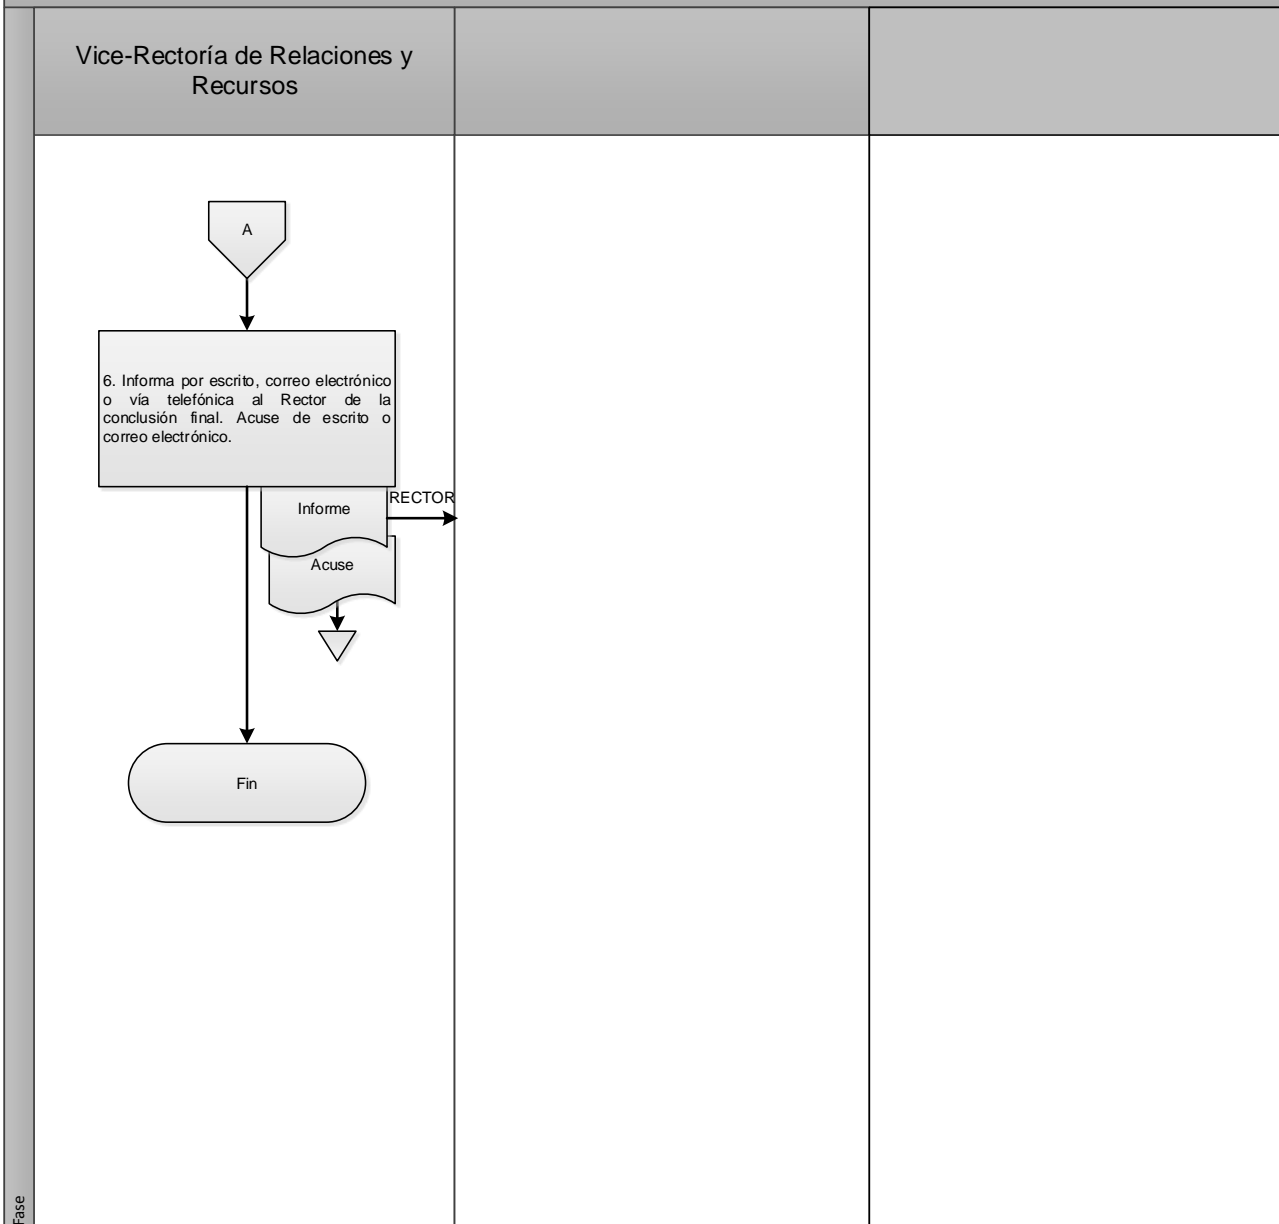 Vice-Rectoría de Relaciones y
Recursos
A
6. Informa por escrito, correo electrónico
o vía telefónica al Rector de la
conclusión final. Acuse de escrito o
correo electrónico.
RECTOR
Informe
Acuse
Fin
Fase